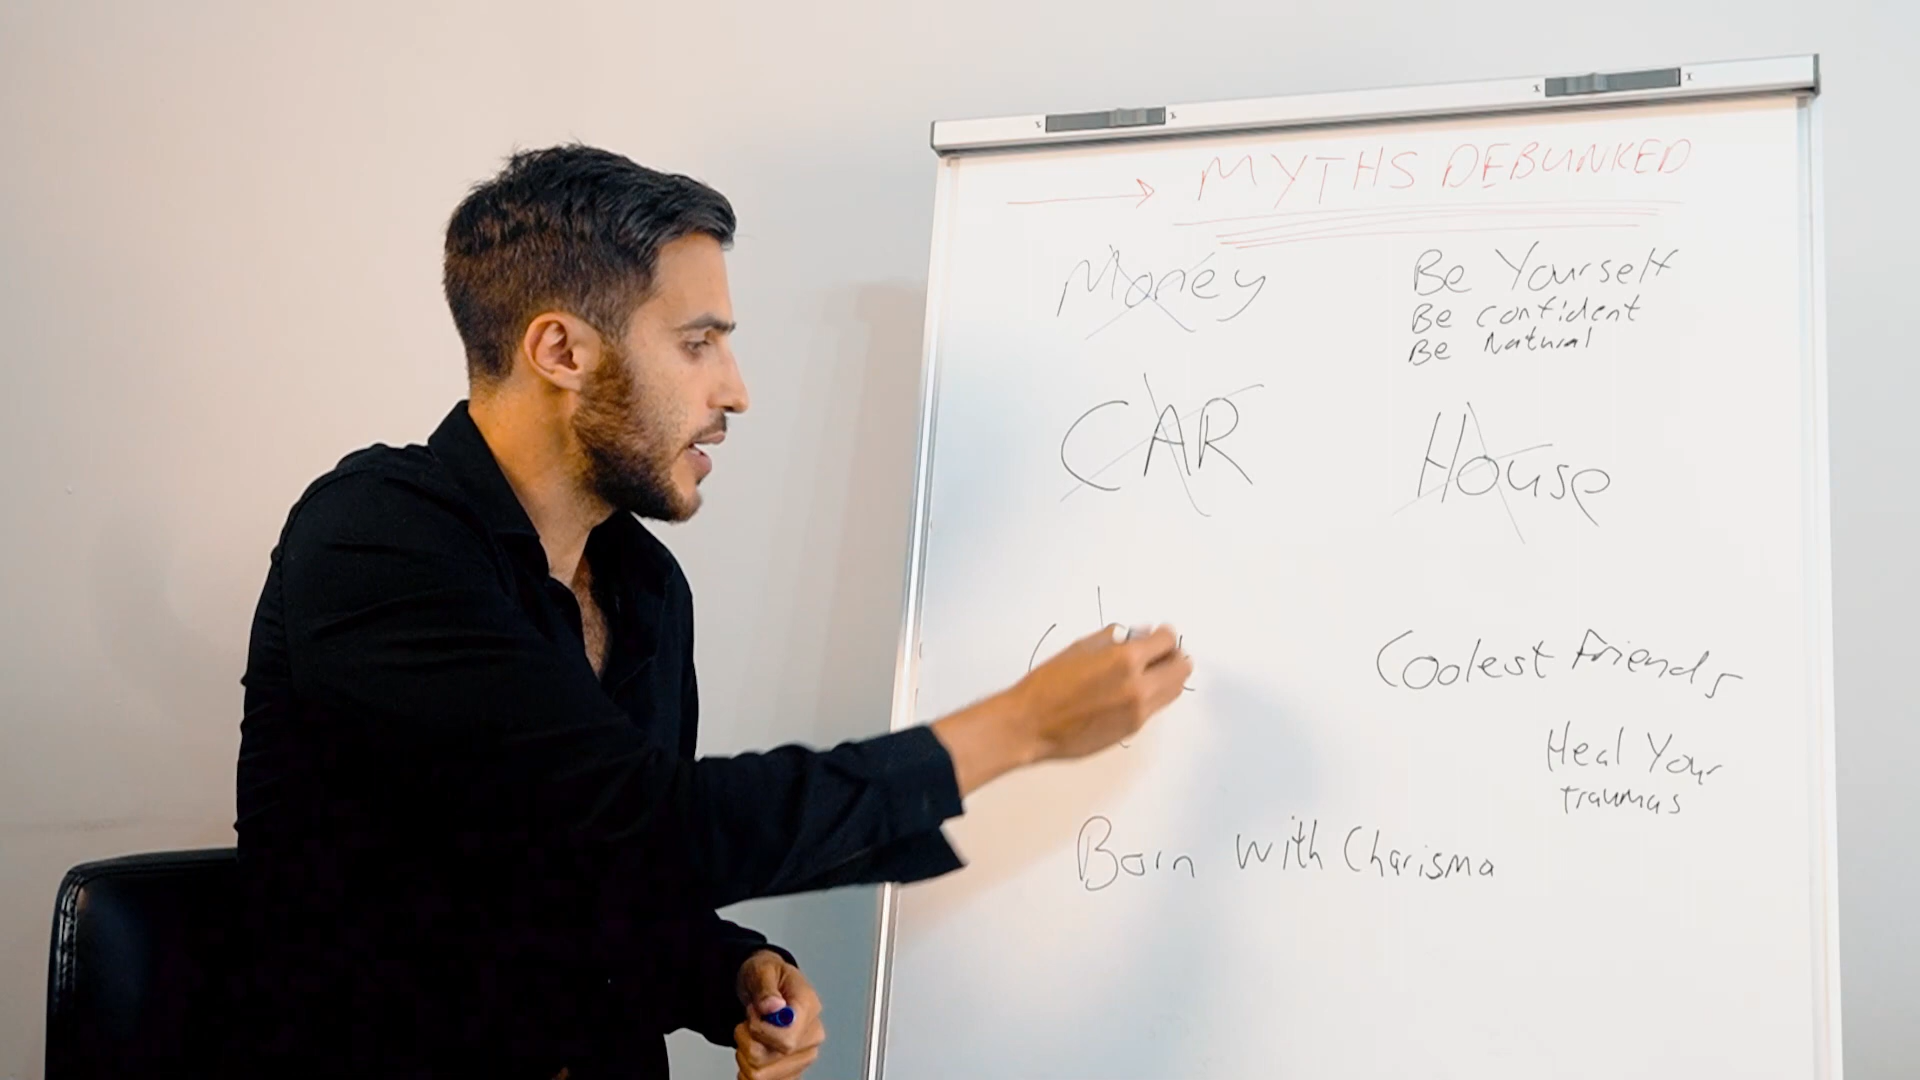 MYTHS DEBUNKED
Money
Be Yourself
Be confident
Be Natural
CAR
House
Coolest Friends
Heal Your
traumas
Born with Charisma